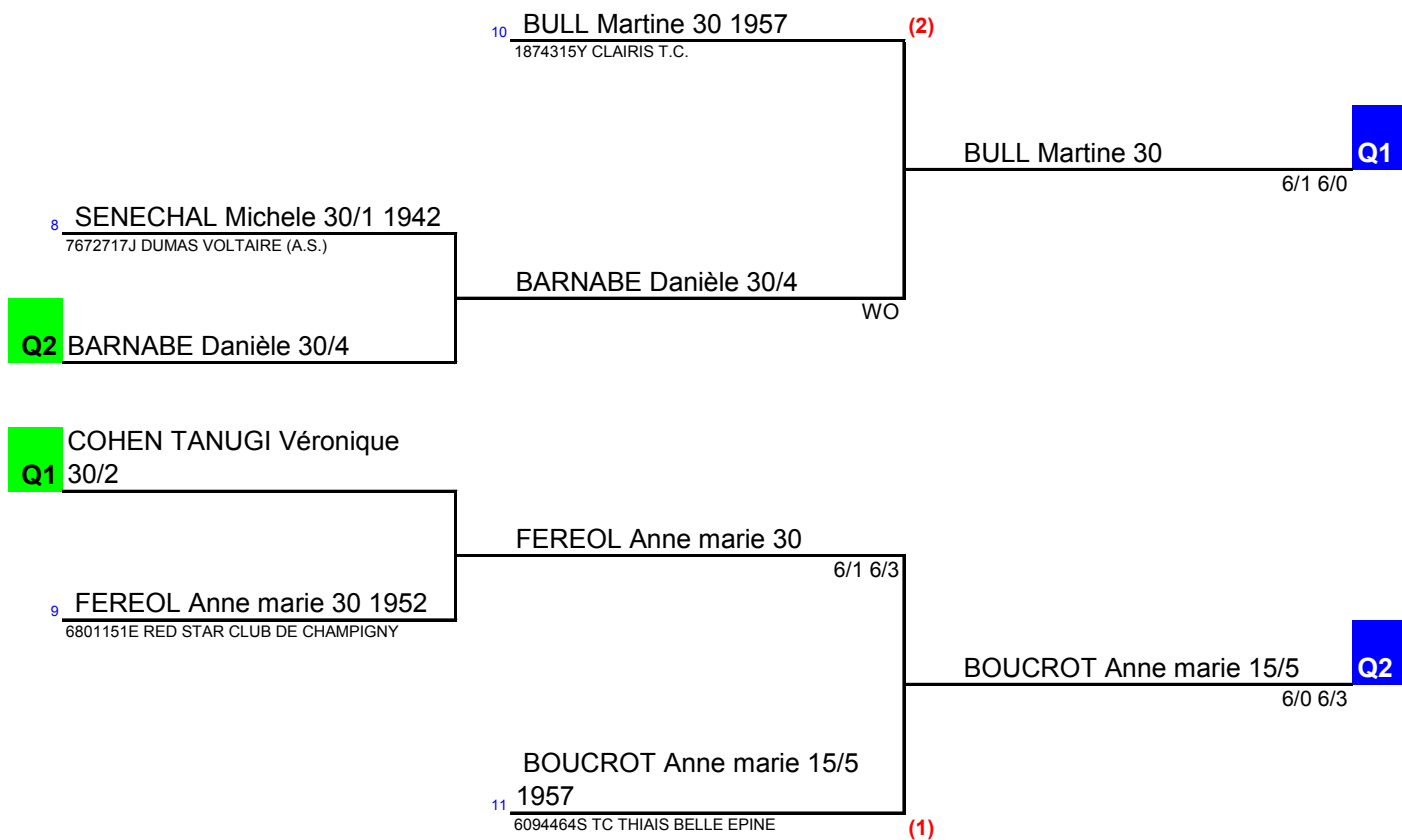 10 BULL Martine 30 1957 (2)
1874315Y CLAIRIS T.C.
BULL Martine 30 Q1
6/1 6/0
8 SENECHAL Michele 30/1 1942
7672717J DUMAS VOLTAIRE (A.S.)
BARNABE Danièle 30/4
WO
Q2 BARNABE Danièle 30/4
COHEN TANUGI Véronique
Q1 30/2
FEREOL Anne marie 30
6/1 6/3
9 FEREOL Anne marie 30 1952
6801151E RED STAR CLUB DE CHAMPIGNY
BOUCROT Anne marie 15/5 Q2
6/0 6/3
BOUCROT Anne marie 15/5
11 1957
6094464S TC THIAIS BELLE EPINE
(1)